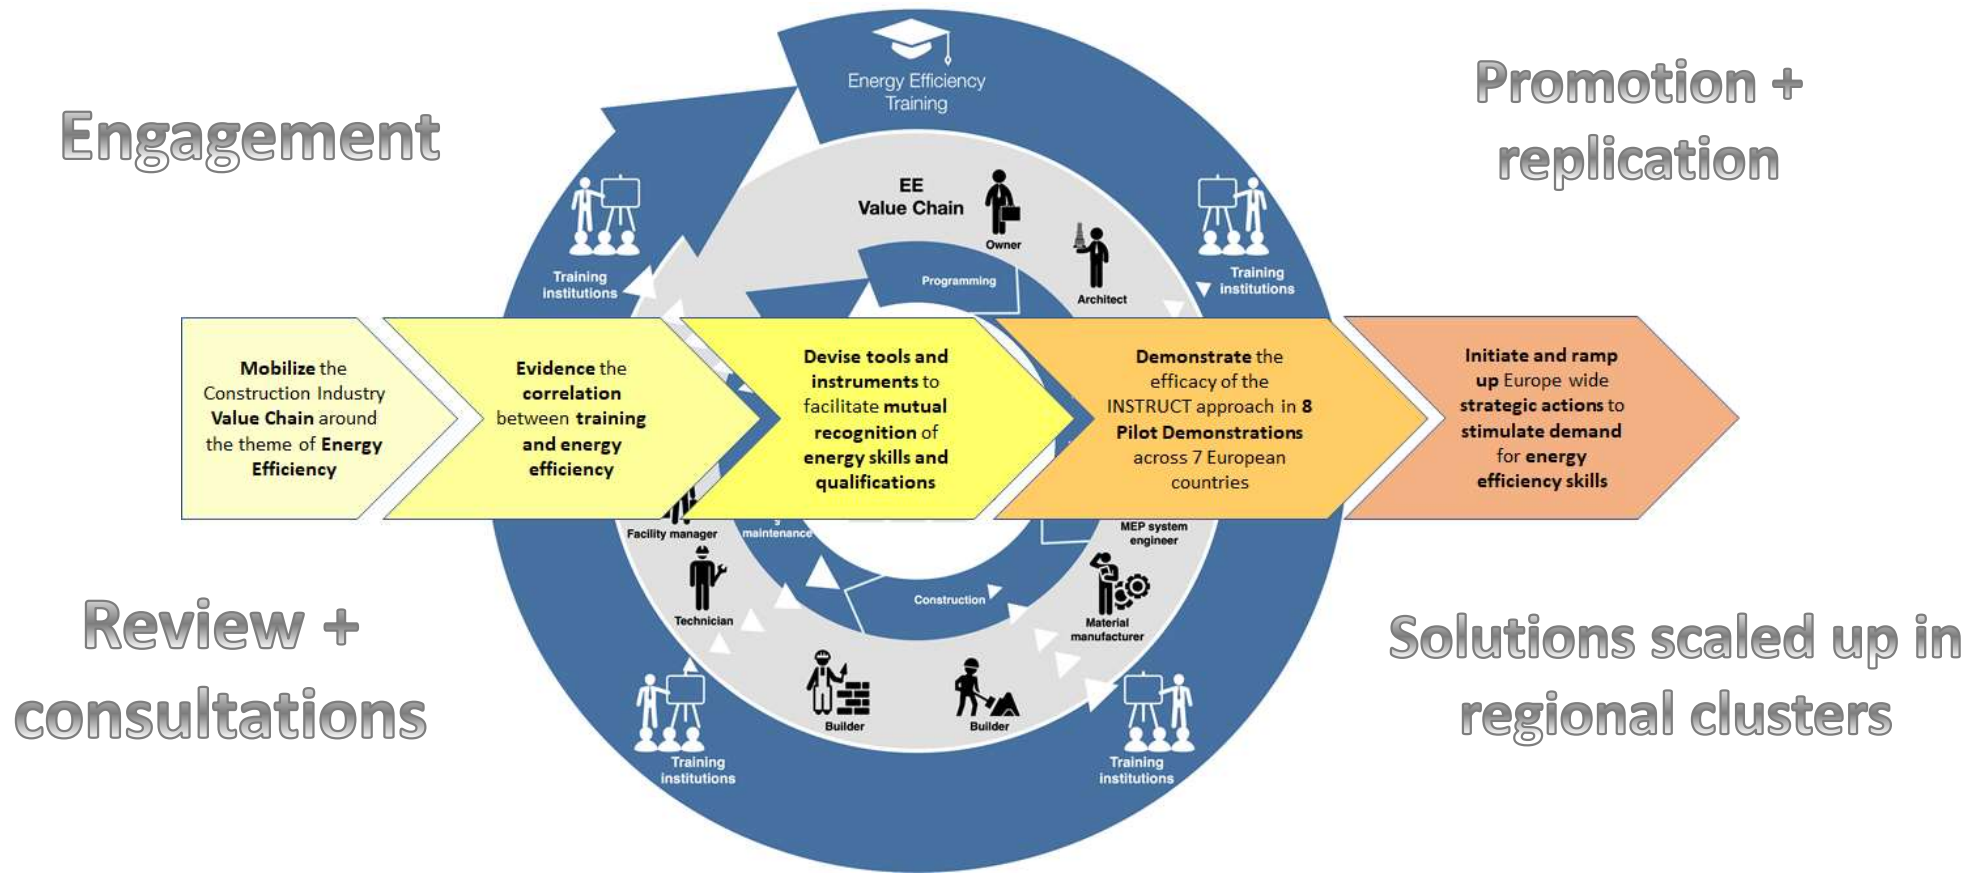 Engagement
Promotion +
replication
Energy Efficiency
Training
EE
Value Chain
Owner
Architect
Programming
Training
institutions
Training
institutions
Mobilize the
Construction Industry
Value Chain around
the theme of Energy
Efficiency
Evidence the
correlation
between training
and energy
efficiency
Devise tools and
instruments to
facilitate mutual
recognition of
energy skills and
qualifications
Demonstrate the
efficacy of the
INSTRUCT approach in 8
Pilot Demonstrations
across 7 European
countries
Initiate and ramp
up Europe wide
strategic actions to
stimulate demand
for energy
efficiency skills
Facility manager
maintenance
MEP system
engineer
Technician
Construction
Material
manufacturer
Builder
Builder
Training
institutions
Training
institutions
Review +
consultations
Solutions scaled up in
regional clusters